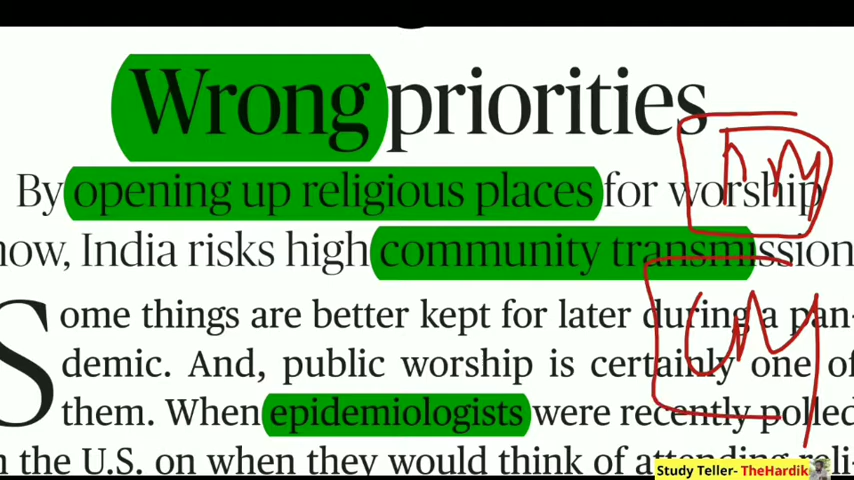 Wrong priorities
By opening up religious places for worship
now, India risks high community transmission
Some things are better kept for later during a pan-
demic. And, public worship is certainly one of
them. When epidemiologists were recently polled
n the U.S. on when they would think of attending reli-
Study Teller- TheHardik